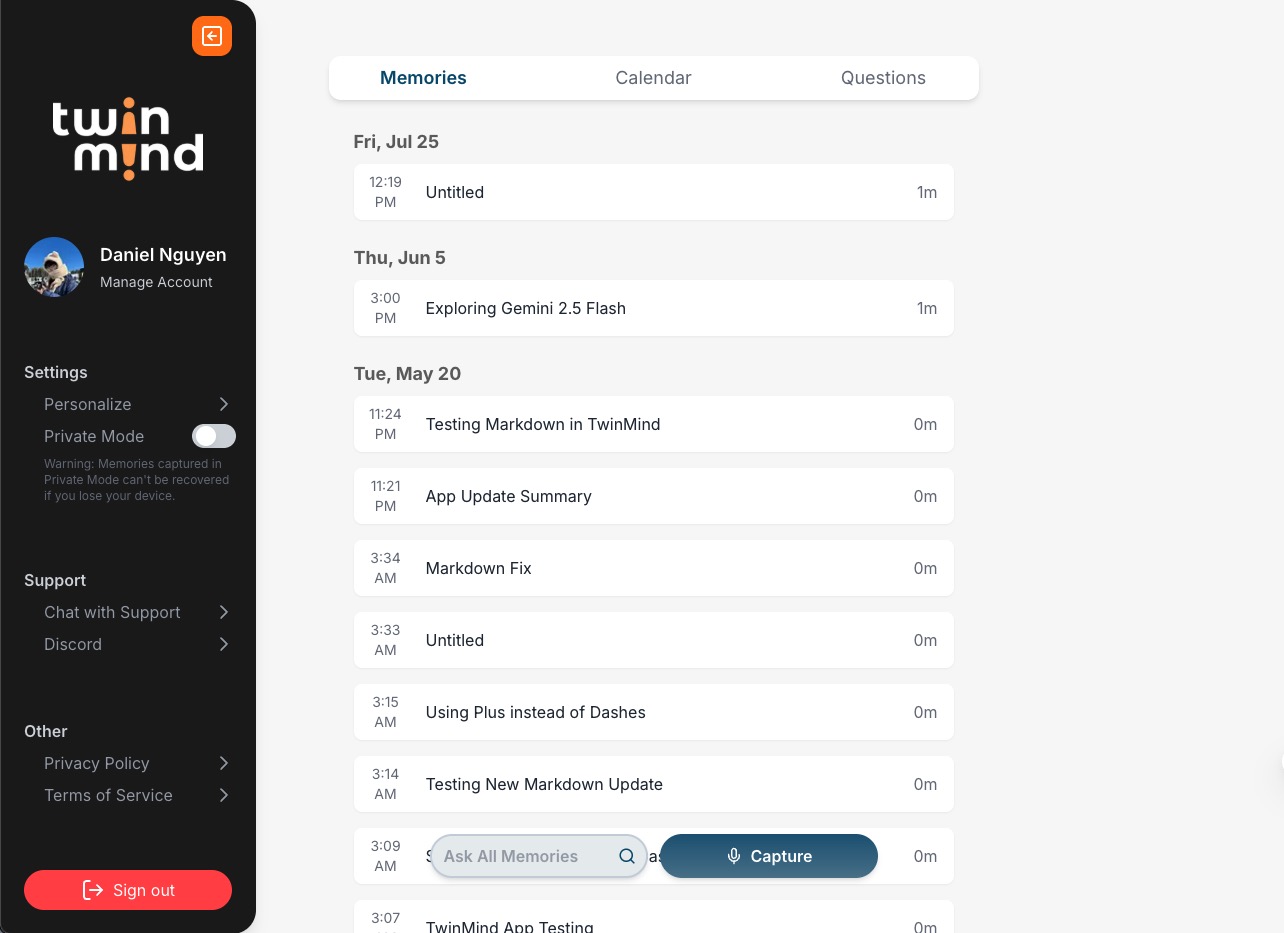 twin
mind
Daniel Nguyen
Manage Account
Settings
Personalize
Private Mode
Warning: Memories captured in
Private Mode can't be recovered
if you lose your device.
Support
Chat with Support
Discord
Other
Privacy Policy
Terms of Service
Sign out
Memories Calendar Questions
Fri, Jul 25
12:19
PM
Untitled
1m
Thu, Jun 5
3:00
PM
Exploring Gemini 2.5 Flash
1m
Tue, May 20
11:24
PM
Testing Markdown in TwinMind
0m
11:21
PM
App Update Summary
0m
3:34
AM
Markdown Fix
0m
3:33
AM
Untitled
0m
3:15
AM
Using Plus instead of Dashes
0m
3:14
AM
Testing New Markdown Update
0m
3:09
AM
Ask All Memories
Capture
0m
3:07
TwinMind App Testing
0m